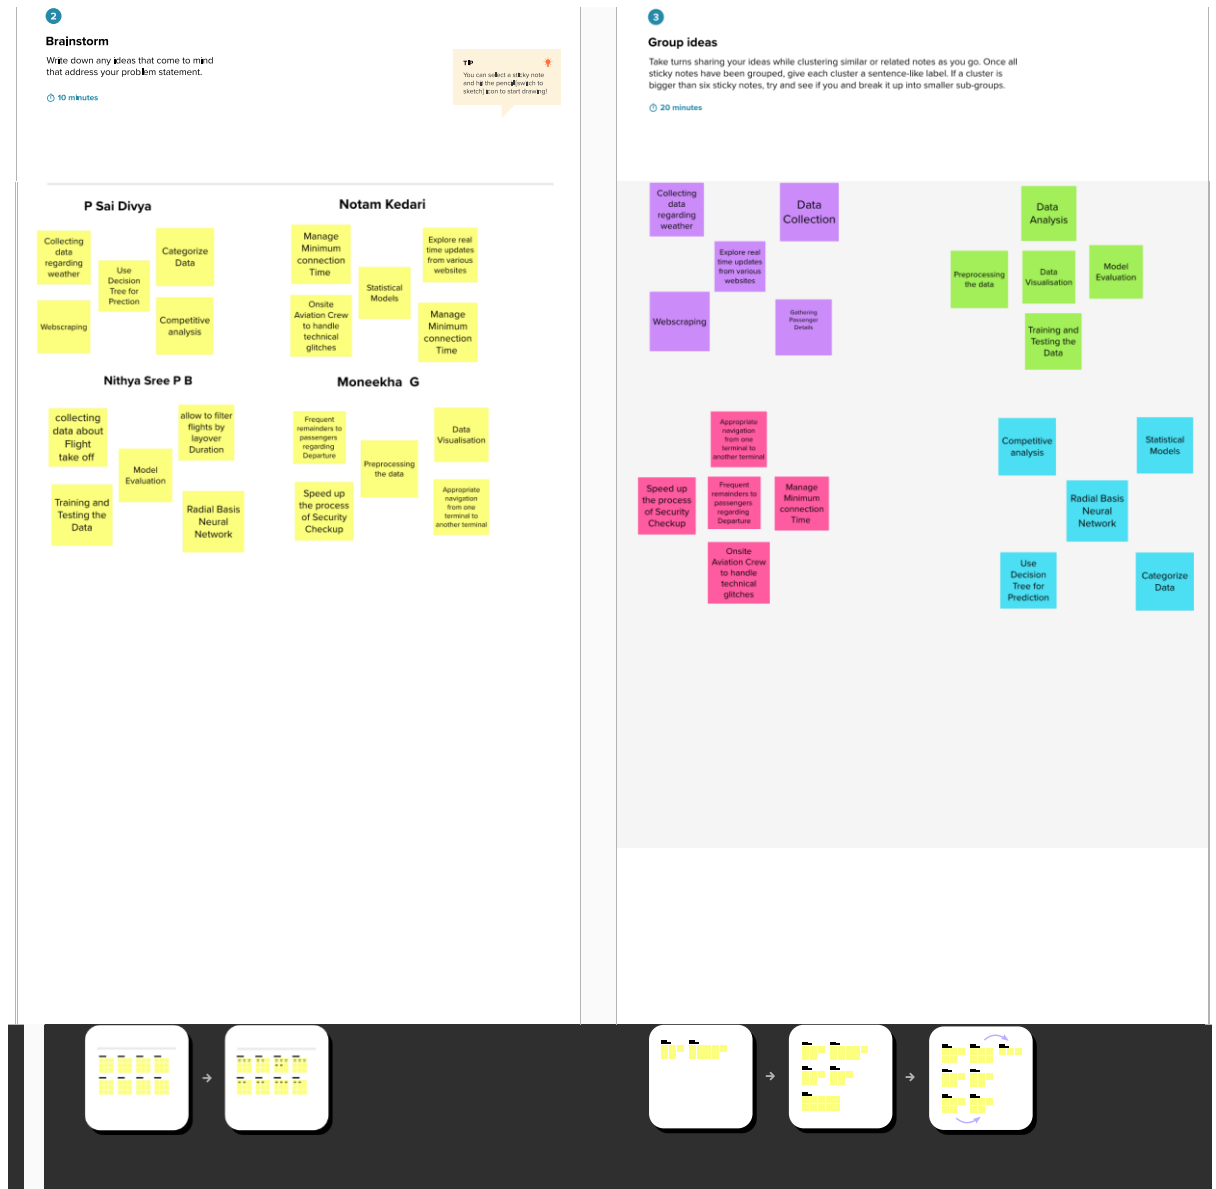 2
Brainstorm
Write down any ideas that come to mind
that address your problem statement.
10 minutes
TIP
You can select a sticky note
and hit the pencil [switch to
sketch] icon to start drawing!
P Sai Divya
Collecting
data
regarding
weather
Categorize
Data
Use
Decision
Tree for
Prection
Webscraping
Competitive
analysis
Notam Kedari
Manage
Minimum
connection
Time
Explore real
time updates
from various
websites
Statistical
Models
Onsite
Aviation Crew
to handle
technical
glitches
Manage
Minimum
connection
Time
Nithya Sree P B
collecting
data about
Flight
take off
allow to filter
flights by
layover
Duration
Model
Evaluation
Training and
Testing the
Data
Radial Basis
Neural
Network
Moneekha G
Frequent
remainders to
passengers
regarding
Departure
Data
Visualisation
Preprocessing
the data
Speed up
the process
of Security
Checkup
Appropriate
navigation
from one
terminal to
another terminal
3
Group ideas
Take turns sharing your ideas while clustering similar or related notes as you go. Once all
sticky notes have been grouped, give each cluster a sentence-like label. If a cluster is
bigger than six sticky notes, try and see if you and break it up into smaller sub-groups.
20 minutes
Collecting
data
regarding
weather
Data
Collection
Explore real
time updates
from various
websites
Webscraping
Gathering
Passenger
Details
Data
Analysis
Preprocessing
the data
Data
Visualisation
Model
Evaluation
Training and
Testing the
Data
Appropriate
navigation
from one
terminal to
another terminal
Speed up
the process
of Security
Checkup
Frequent
remainders to
passengers
regarding
Departure
Manage
Minimum
connection
Time
Onsite
Aviation Crew
to handle
technical
glitches
Competitive
analysis
Statistical
Models
Radial Basis
Neural
Network
Use
Decision
Tree for
Prediction
Categorize
Data